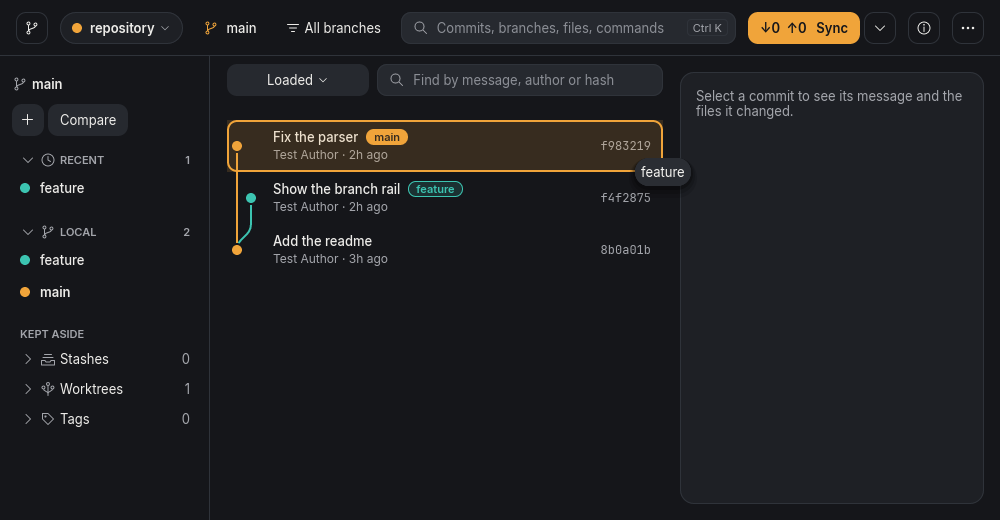 repository
main
All branches
Commits, branches, files, commands
Ctrl K
↓0 ↑0 Sync
main
Compare
RECENT 1
feature
LOCAL 2
feature
main
KEPT ASIDE
Stashes 0
Worktrees 1
Tags 0
Loaded
Find by message, author or hash
Fix the parser main
Test Author · 2h ago
f983219
feature
Show the branch rail feature
Test Author · 2h ago
f4f2875
Add the readme
Test Author · 3h ago
8b0a01b
Select a commit to see its message and the
files it changed.